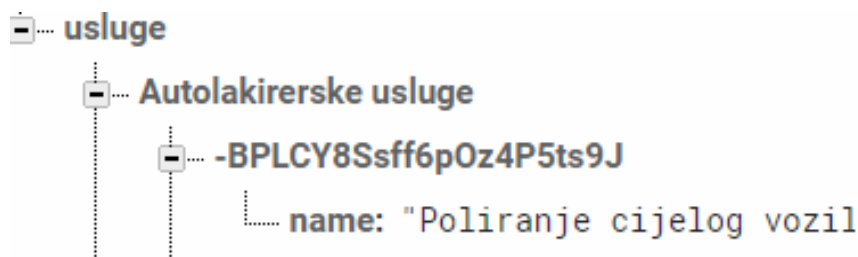 usluge
Autolakirerske usluge
-BPLCY8Ssff6pOz4P5ts9J
name: "Poliranje cijelog vozil